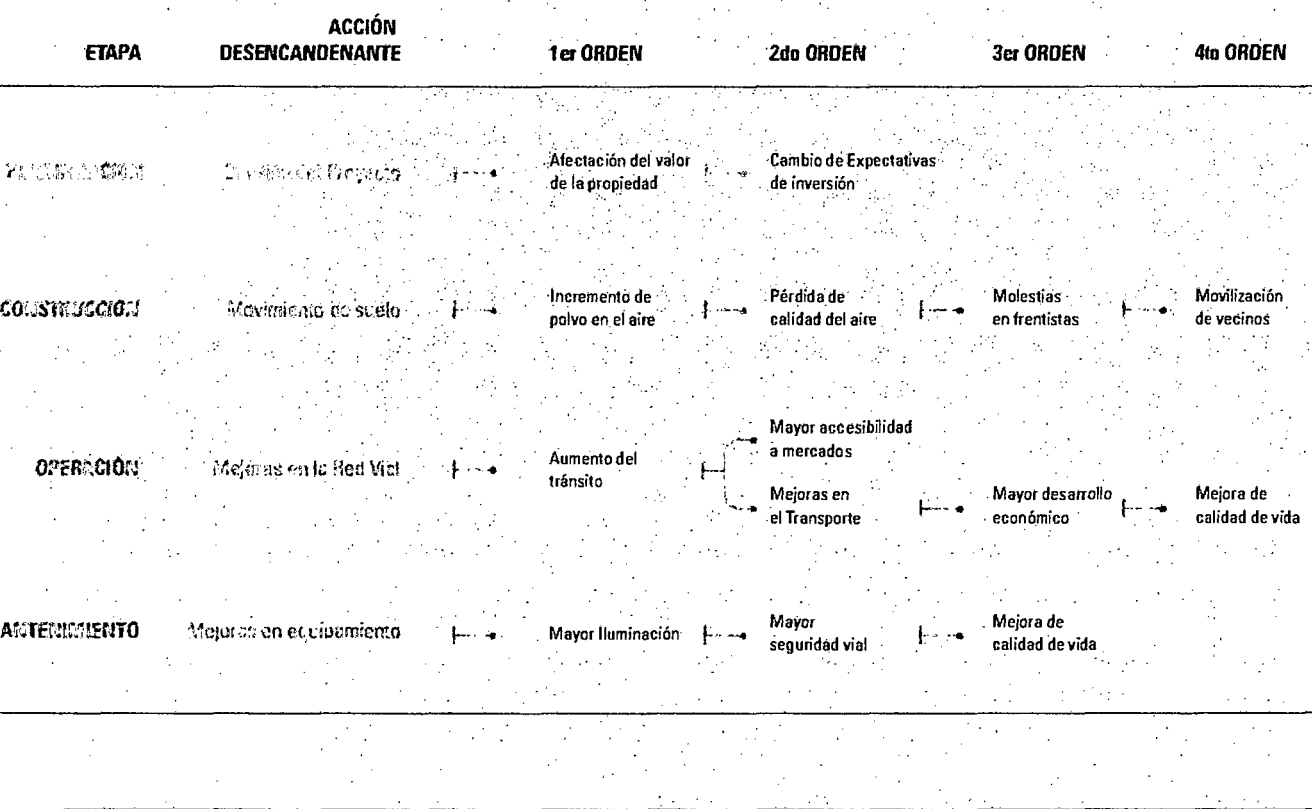 ACCIÓN
ETAPA DESENCANDENANTE 1er ORDEN 2do ORDEN 3er ORDEN 4to ORDEN
Afectación del valor Cambio de Expectativas
del Proyecto
de la propiedad de inversión
Incremento de Pérdida de Molestias Movilización
CONSTRUCCION Movimiento de suelo
polvo en el aire calidad del aire en frentistas de vecinos
Mayor accesibilidad
a mercados
OPERACIÓN Mejoras en la Red Vial Aumento del
tránsito
Mejoras en Mayor desarrollo Mejora de
el Transporte económico calidad de vida
Mayor Mejora de
ANTENIMIENTO Mejoras en equipamiento Mayor Iluminación
seguridad vial calidad de vida